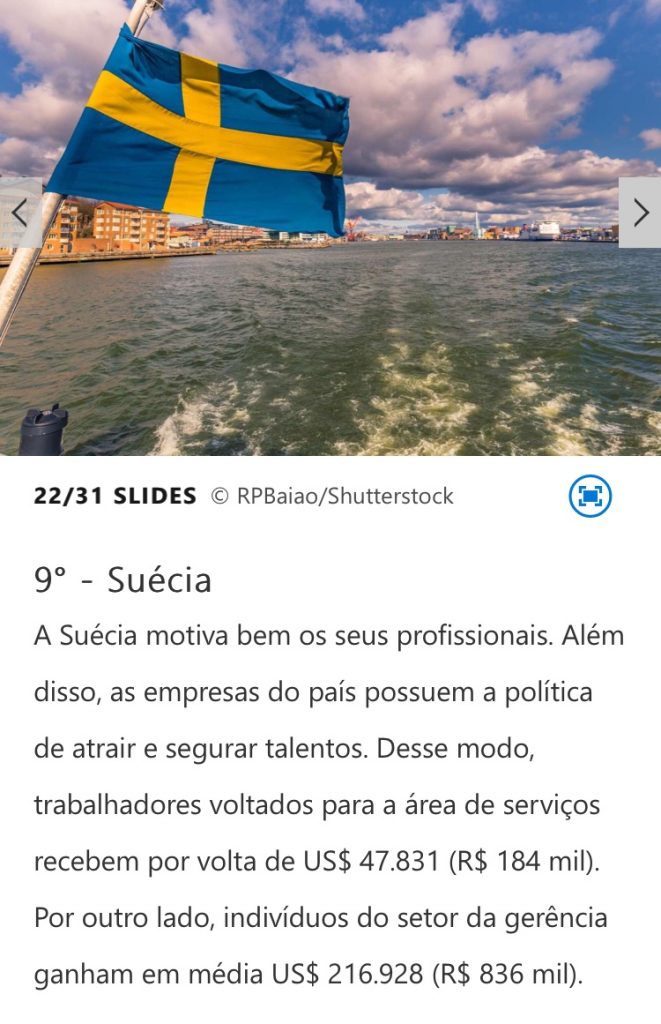 22/31 SLIDES © RPBaiao/Shutterstock
9° - Suécia
A Suécia motiva bem os seus profissionais. Além
disso, as empresas do país possuem a política
de atrair e segurar talentos. Desse modo,
trabalhadores voltados para a área de serviços
recebem por volta de US$ 47.831 (R$ 184 mil).
Por outro lado, indivíduos do setor da gerência
ganham em média US$ 216.928 (R$ 836 mil).